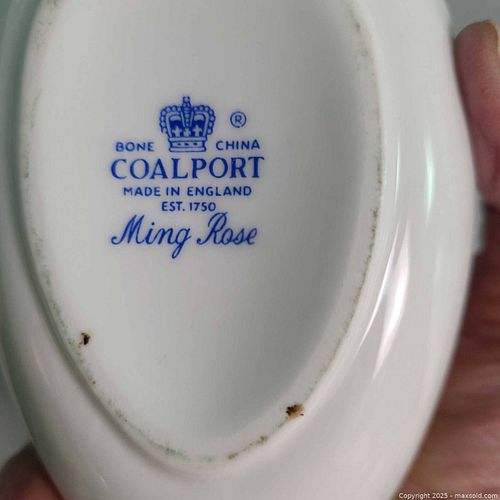 ®
BONE CHINA
COALPORT
MADE IN ENGLAND
EST. 1750
Ming Rose
Copyright © 2025 - maxsold.com